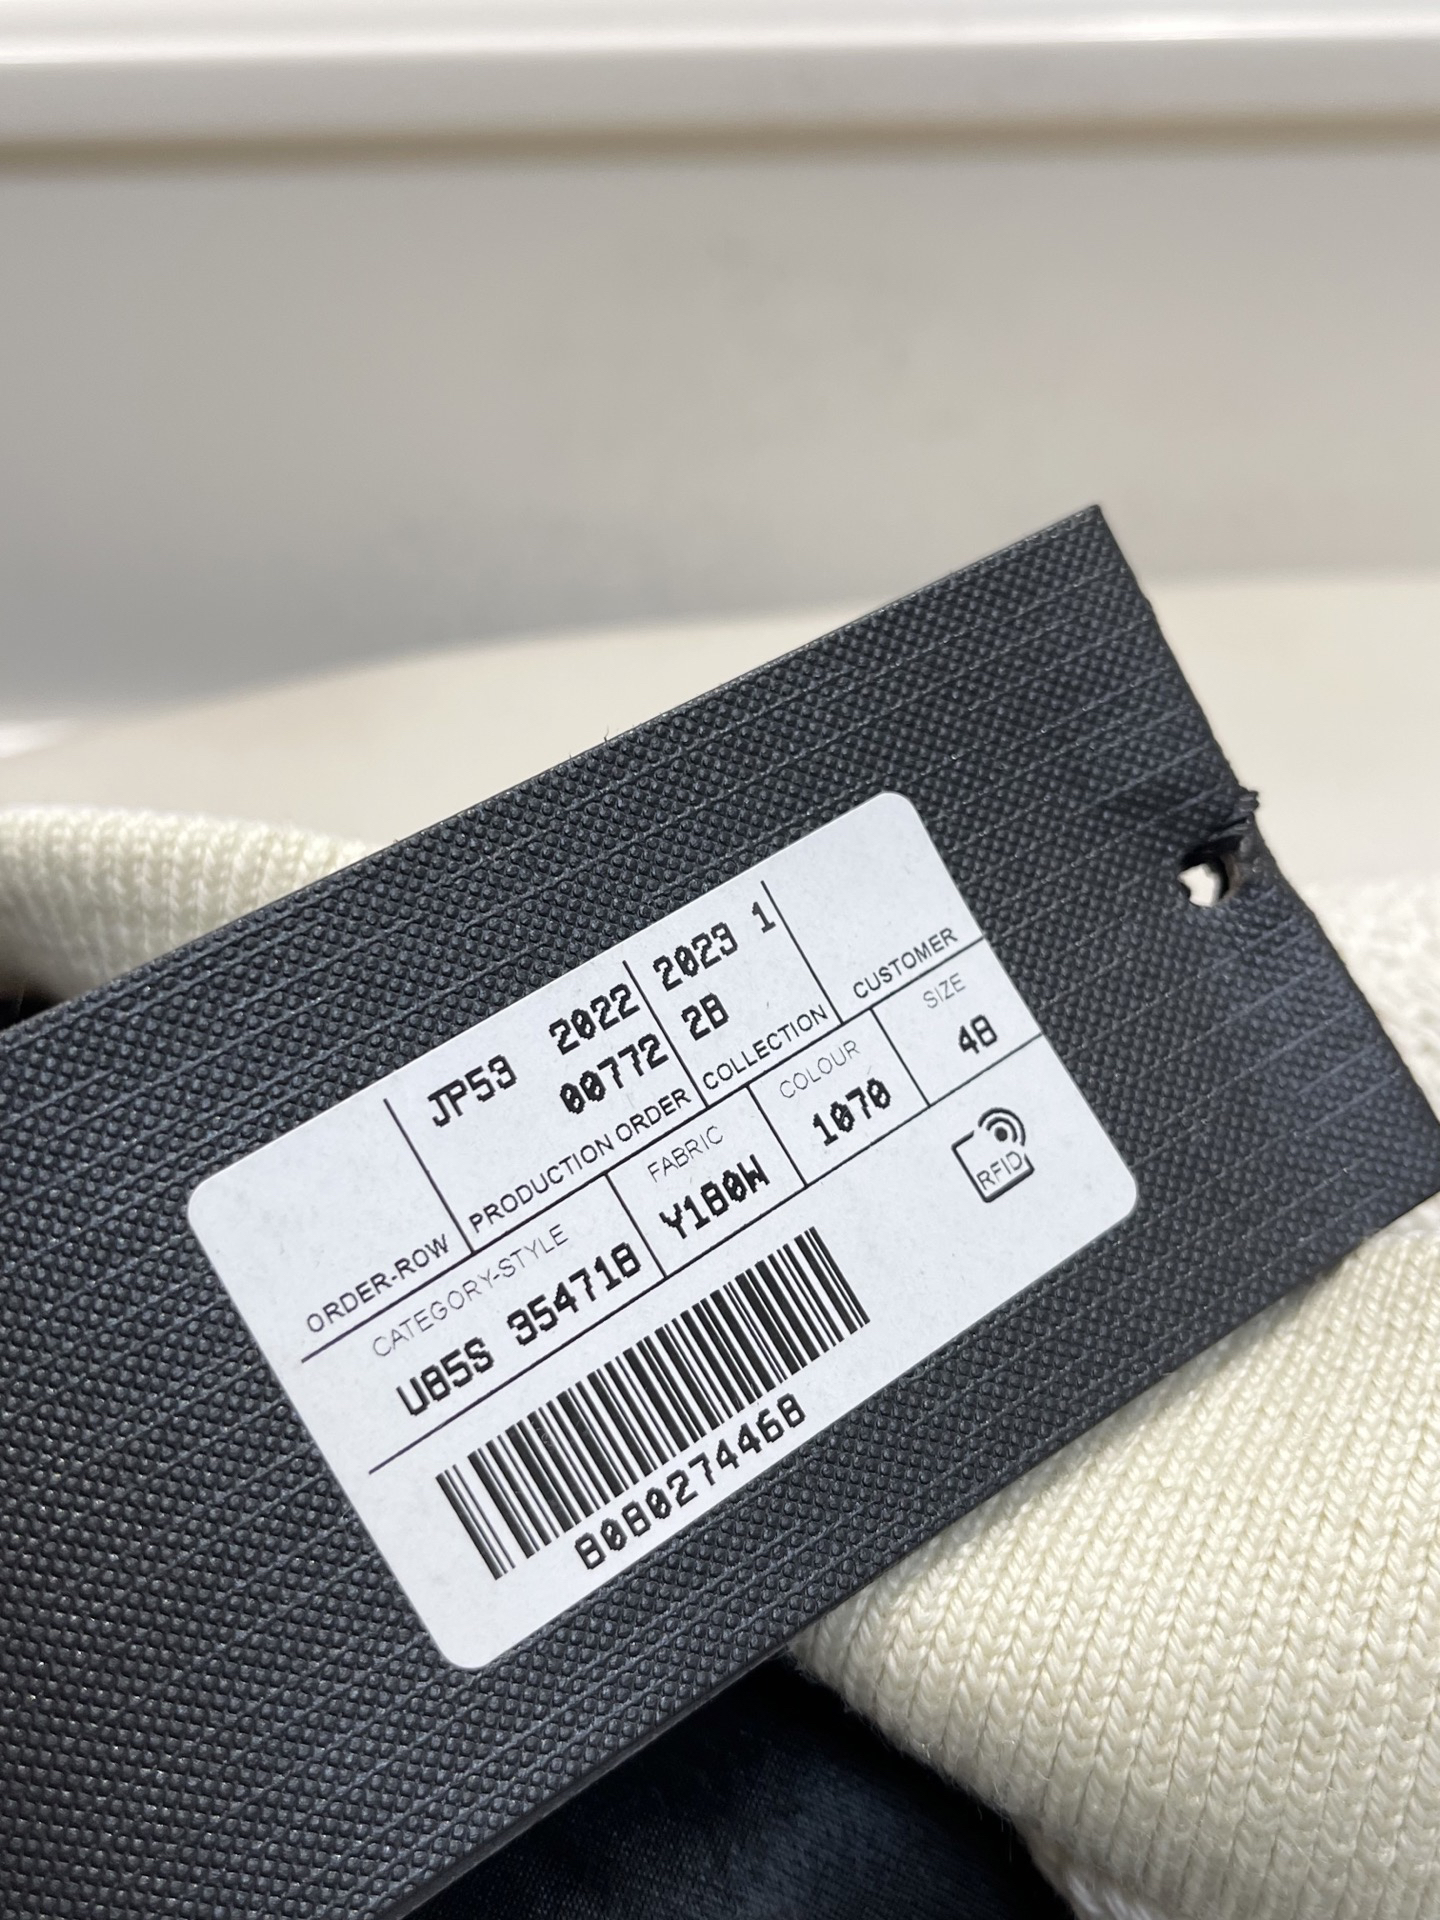 JP53 2022 2023 1
00772 2B
ORDER-ROW PRODUCTION ORDER COLLECTION CUSTOMER
CATEGORY-STYLE FABRIC COLOUR SIZE
U85S 354718 Y180W 1070 48
RFID
8080274468